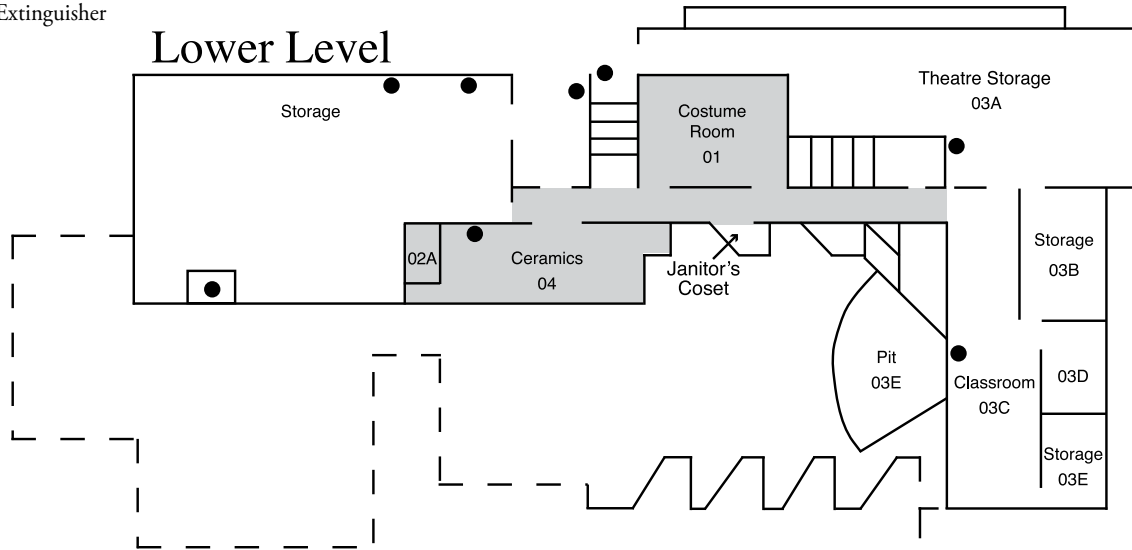 Extinguisher
Lower Level
Storage
Costume
Room
01
Theatre Storage
03A
02A
Ceramics
04
Janitor's
Coset
Storage
03B
Pit
03E
Classroom
03C
03D
Storage
03E